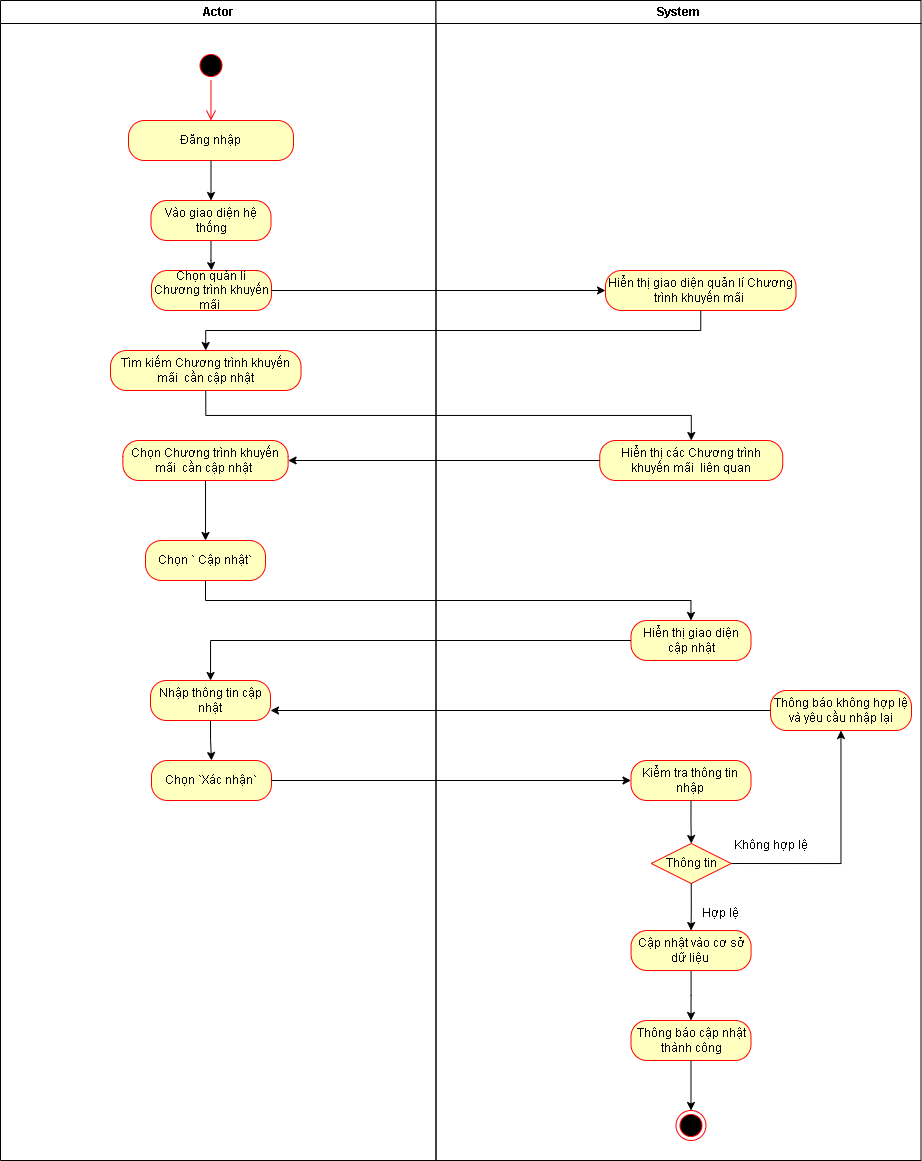 Actor
System
Đăng nhập
Vào giao diện hệ
thống
Chọn quản lí
Chương trình khuyến
mãi
Hiển thị giao diện quản lí Chương
trình khuyến mãi
Tìm kiếm Chương trình khuyến
mãi  cần cập nhật
Hiển thị các Chương trình
khuyến mãi  liên quan
Chọn Chương trình khuyến
mãi  cần cập nhật
Chọn ` Cập nhật`
Hiển thị giao diện
cập nhật
Nhập thông tin cập
nhật
Thông báo không hợp lệ
và yêu cầu nhập lại
Chọn `Xác nhận`
Kiểm tra thông tin
nhập
Không hợp lệ
Thông tin
Hợp lệ
Cập nhật vào cơ sở
dữ liệu
Thông báo cập nhật
thành công